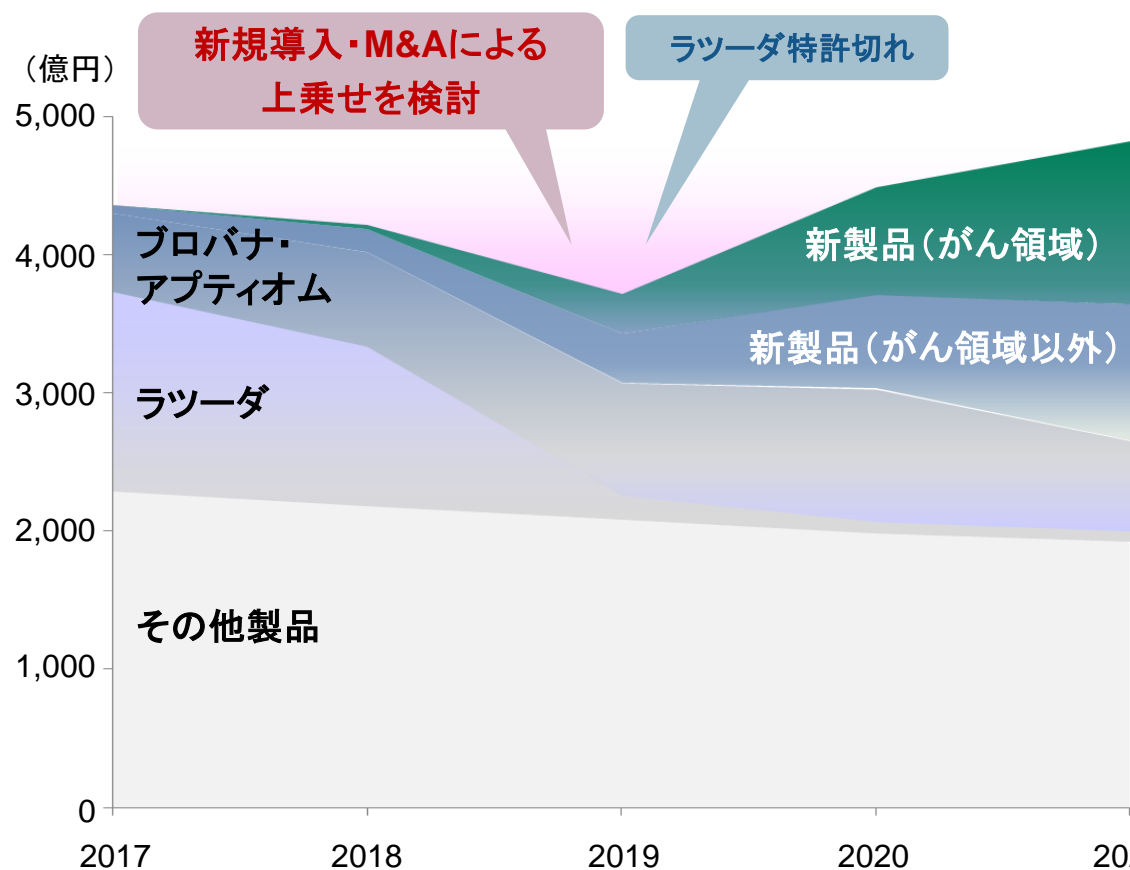 新規導入・M&Aによる
上乗せを検討
ラツーダ特許切れ
（億円）
5,000
4,000
3,000
2,000
1,000
0
ブロバナ・
アプティオム
ラツーダ
その他製品
新製品（がん領域）
新製品（がん領域以外）
2017
2018
2019
2020